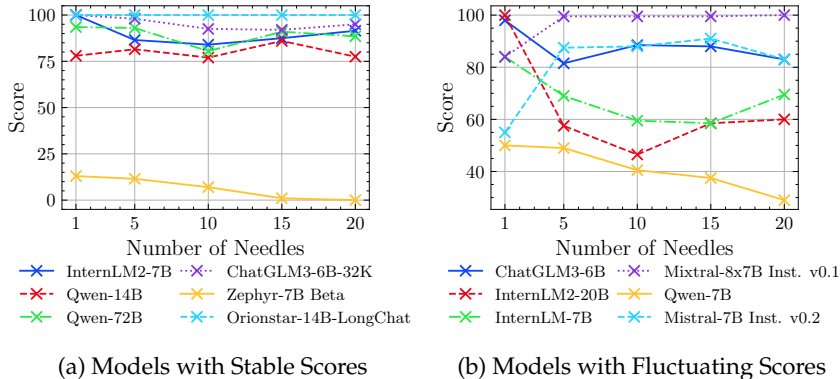 100
75
50
25
0
Score
1 5 10 15 20
Number of Needles
InternLM2-7B
Qwen-14B
Qwen-72B
ChatGLM3-6B-32K
Zephyr-7B Beta
Orionstar-14B-LongChat
(a) Models with Stable Scores
100
80
60
40
Score
1 5 10 15 20
Number of Needles
ChatGLM3-6B
InternLM2-20B
InternLM-7B
Mixtral-8x7B Inst. v0.1
Qwen-7B
Mistral-7B Inst. v0.2
(b) Models with Fluctuating Scores